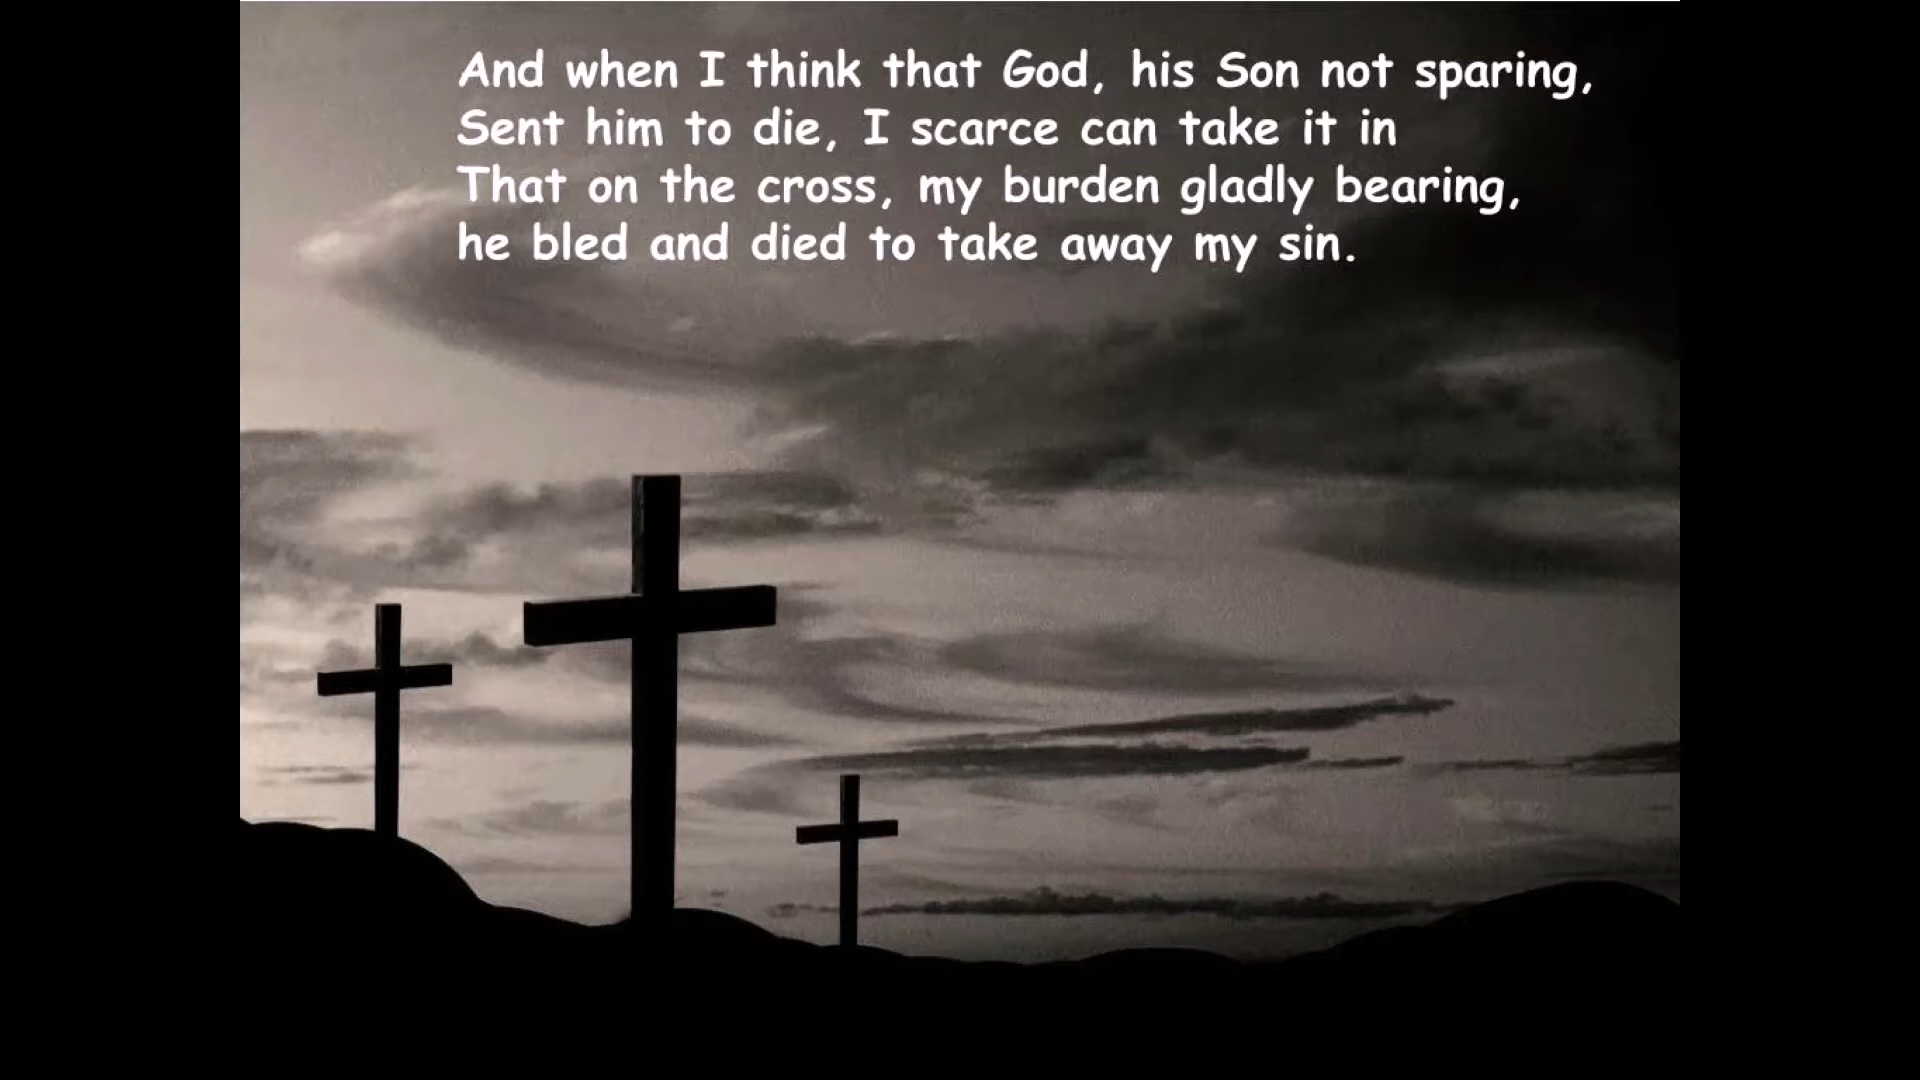 And when I think that God, his Son not sparing,
Sent him to die, I scarce can take it in
That on the cross, my burden gladly bearing,
he bled and died to take away my sin.